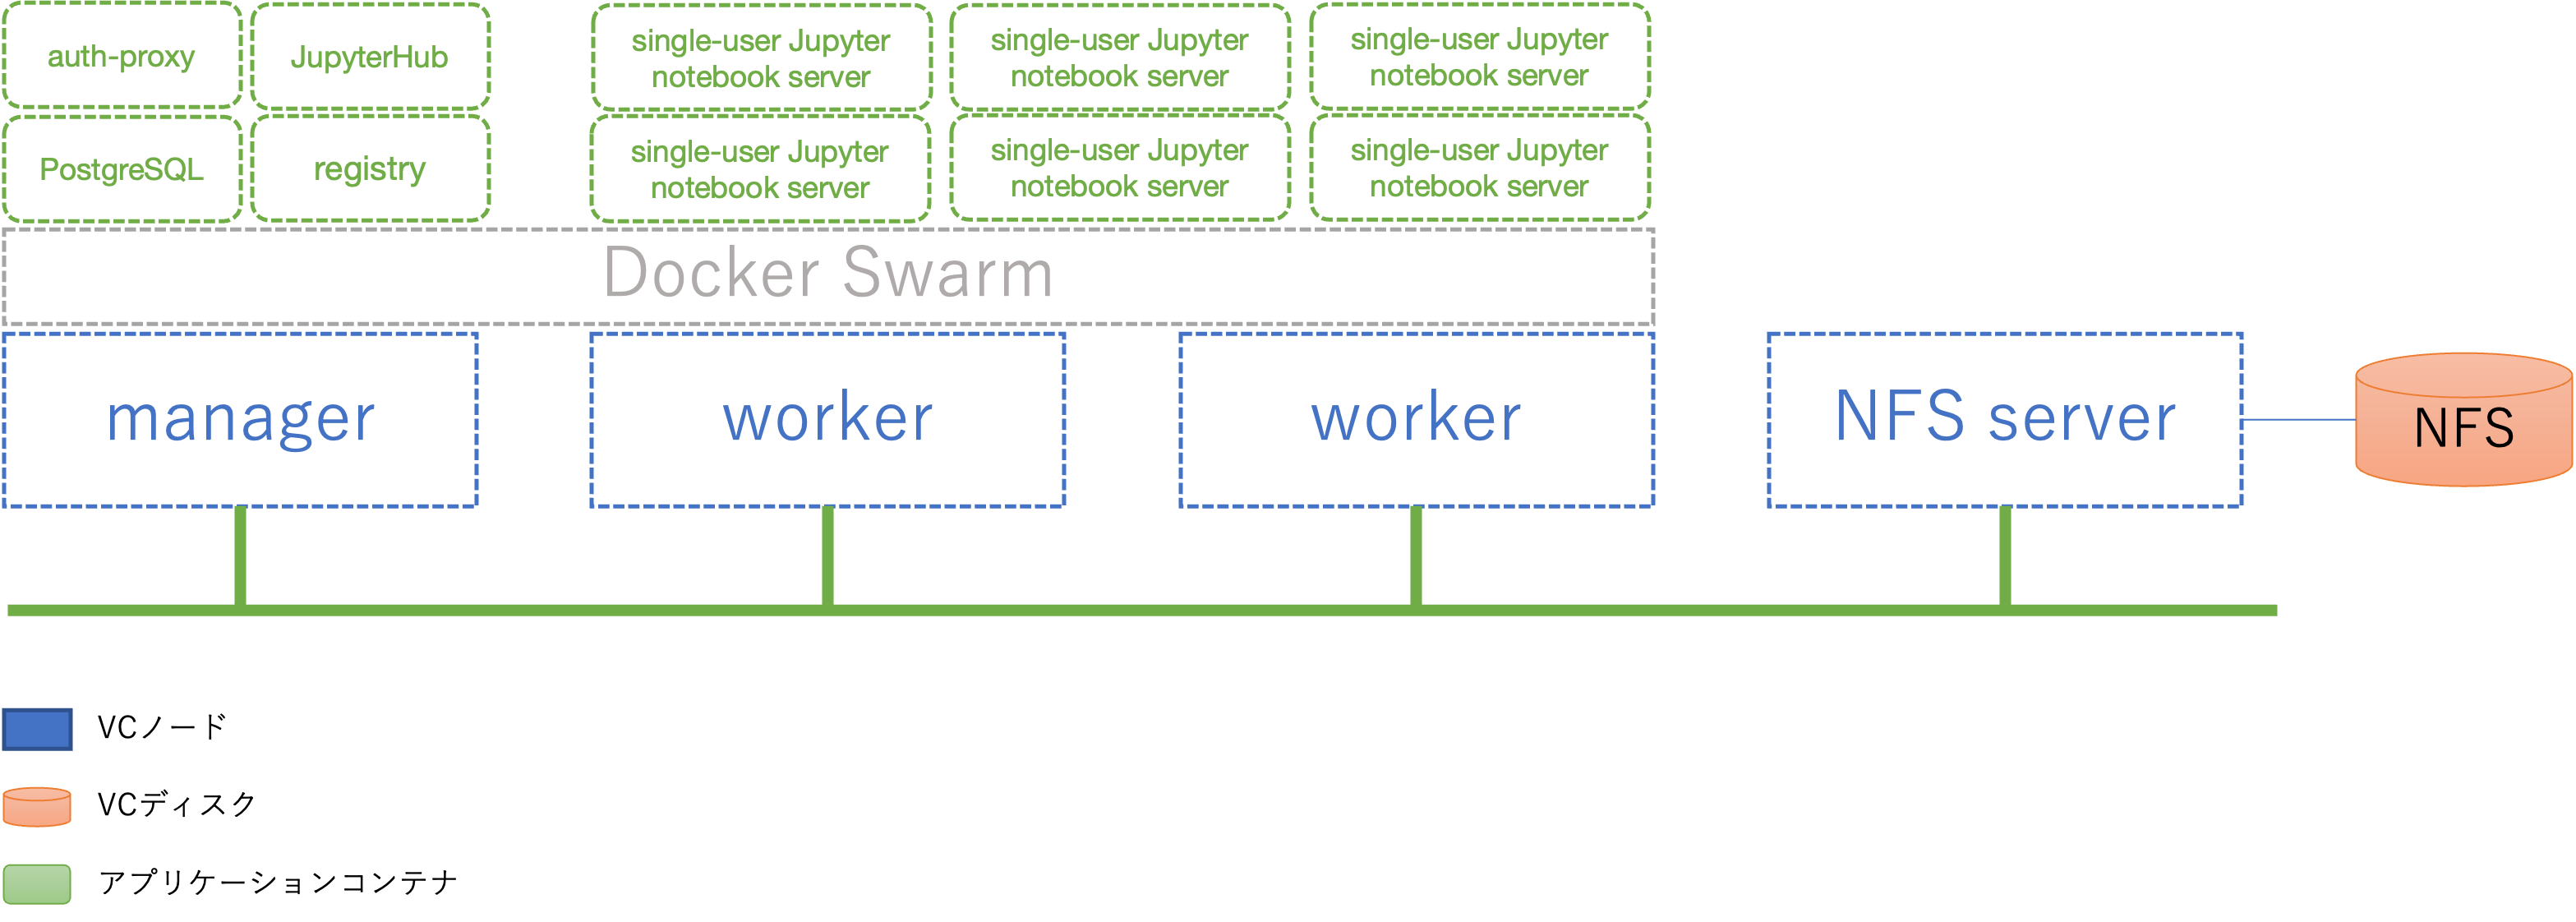 auth-proxy
JupyterHub
single-user Jupyter
notebook server
single-user Jupyter
notebook server
single-user Jupyter
notebook server
PostgreSQL
registry
single-user Jupyter
notebook server
single-user Jupyter
notebook server
single-user Jupyter
notebook server
Docker Swarm
manager
worker
worker
NFS server
NFS
VCノード
VCディスク
アプリケーションコンテナ